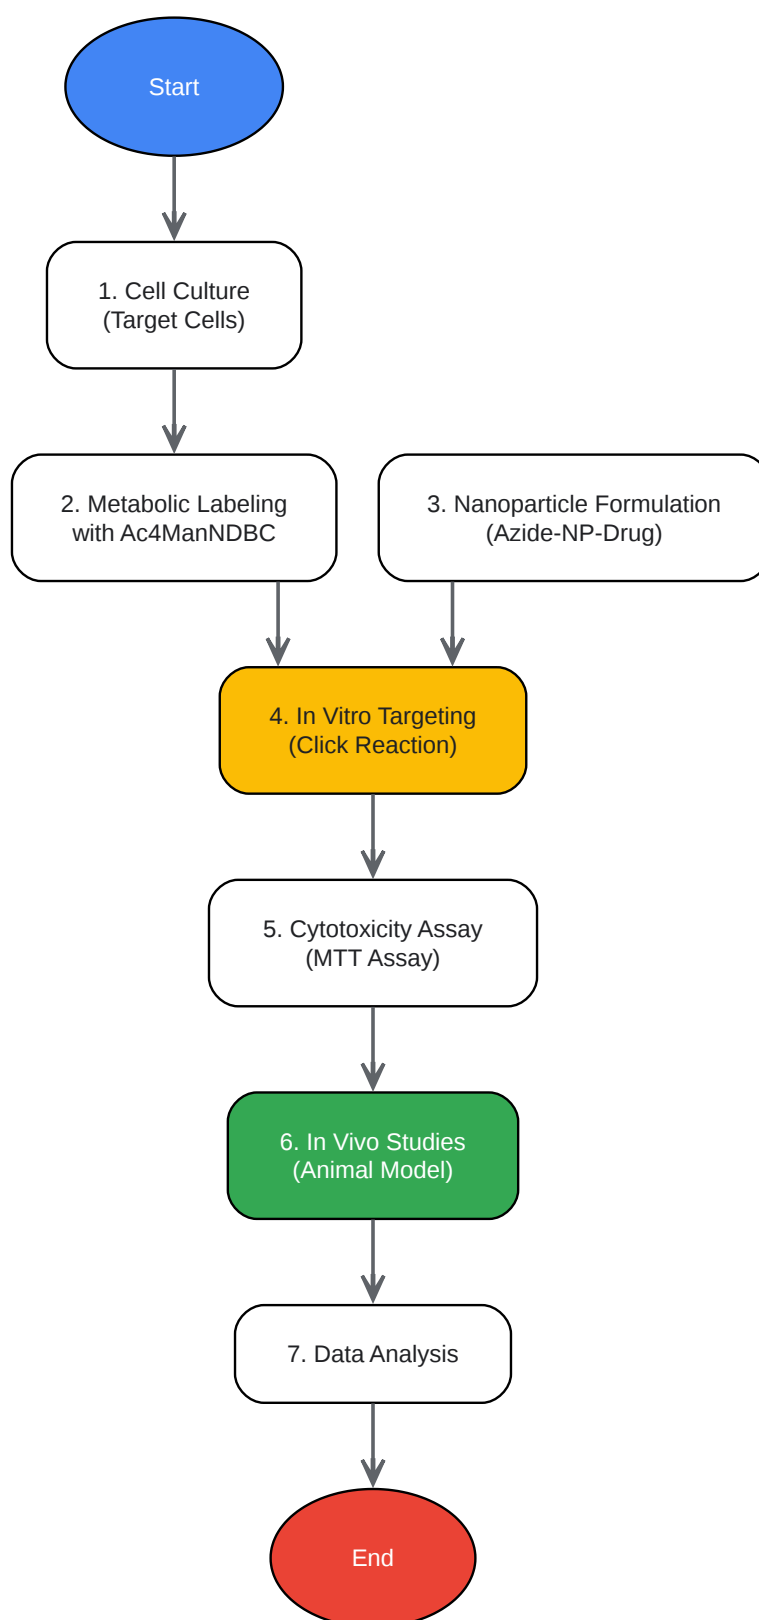 Start
1. Cell Culture
(Target Cells)
2. Metabolic Labeling
with Ac4ManNDBC
3. Nanoparticle Formulation
(Azide-NP-Drug)
4. In Vitro Targeting
(Click Reaction)
5. Cytotoxicity Assay
(MTT Assay)
6. In Vivo Studies
(Animal Model)
7. Data Analysis
End